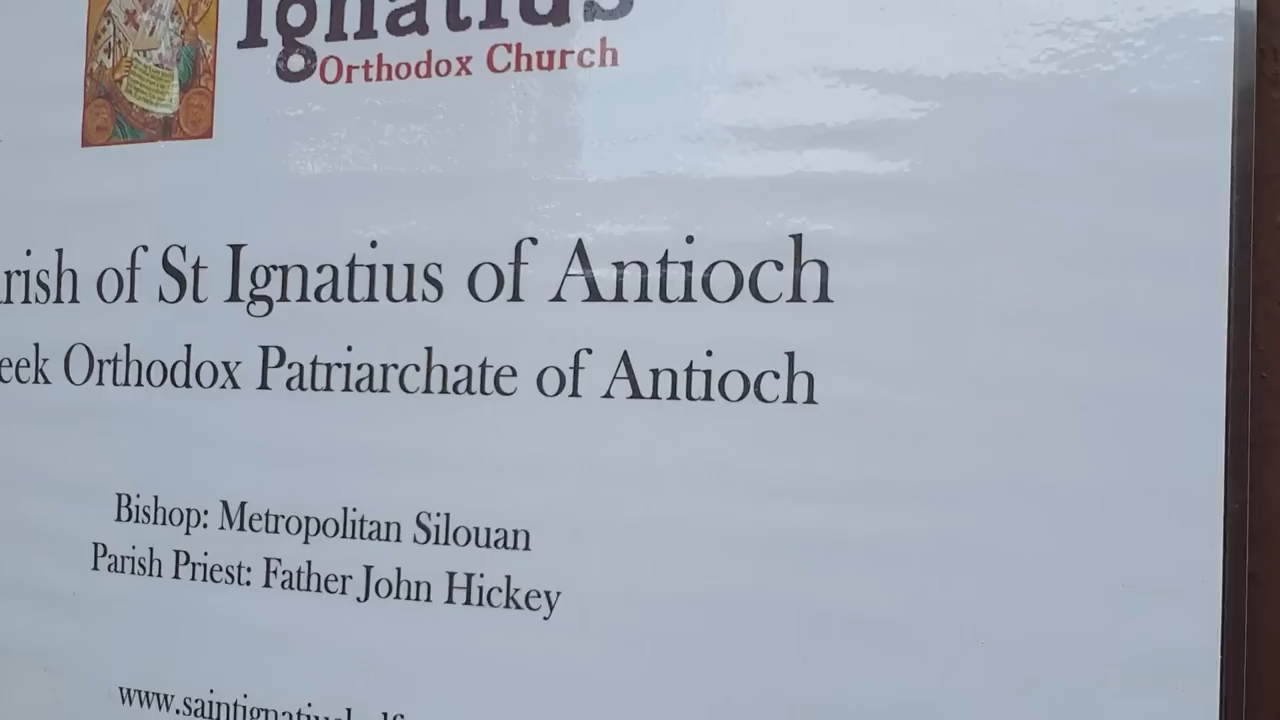 Ignatius
Orthodox Church
rish of St Ignatius of Antioch
eek Orthodox Patriarchate of Antioch
Bishop: Metropolitan Silouan
Parish Priest: Father John Hickey